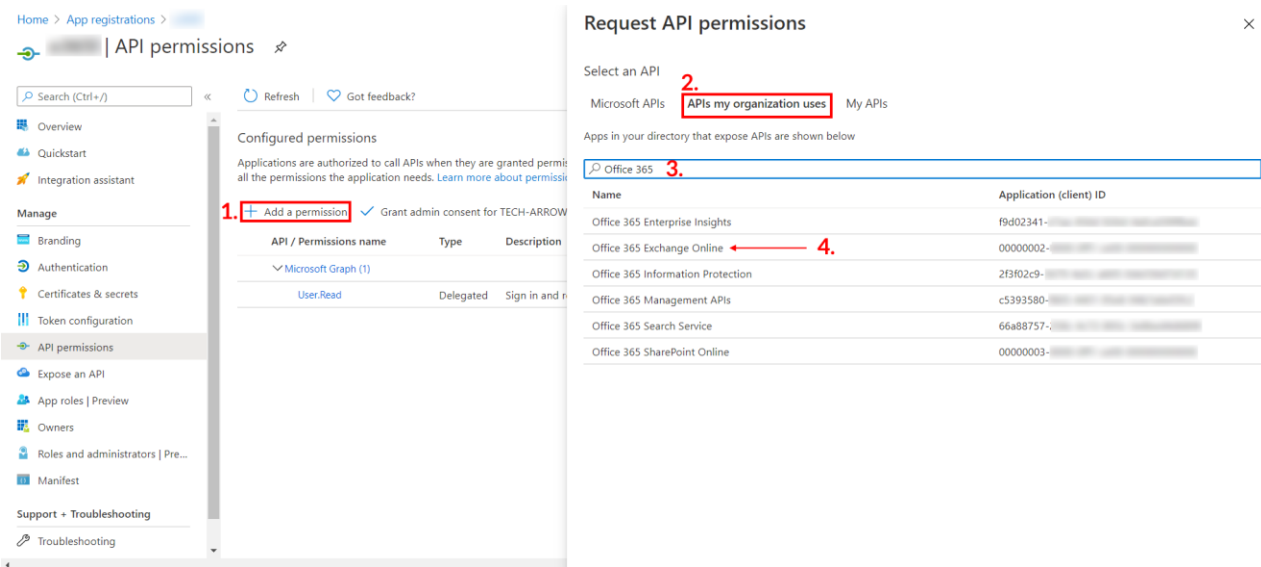 Home > App registrations >
| API permissions
Search (Ctrl+/)
«
Overview
Quickstart
Integration assistant
Manage
Branding
Authentication
Certificates & secrets
Token configuration
API permissions
Expose an API
App roles | Preview
Owners
Roles and administrators | Pre...
Manifest
Support + Troubleshooting
Troubleshooting
Refresh
Got feedback?
Configured permissions
Applications are authorized to call APIs when they are granted permis
all the permissions the application needs. Learn more about permissio
1. + Add a permission
Grant admin consent for TECH-ARROW
API / Permissions name Type Description
Microsoft Graph (1)
User.Read Delegated Sign in and r
Request API permissions
Select an API
2.
Microsoft APIs APIs my organization uses My APIs
Apps in your directory that expose APIs are shown below
Office 365 3.
Name Application (client) ID
Office 365 Enterprise Insights f9d02341-
Office 365 Exchange Online 4. 00000002-
Office 365 Information Protection 2f3f02c9-
Office 365 Management APIs c5393580-
Office 365 Search Service 66a88757-
Office 365 SharePoint Online 00000003-